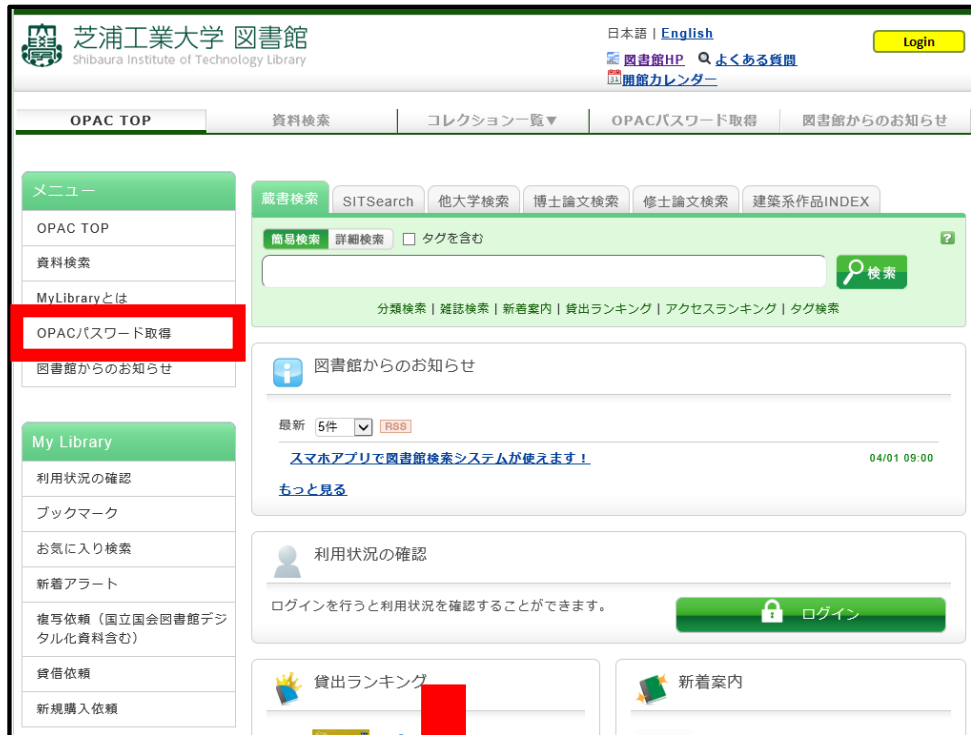 芝浦工業大学 図書館
Shibaura Institute of Technology Library
日本語 | English
Login
図書館HP よくある質問
開館カレンダー
OPAC TOP 資料検索 コレクション一覧▼ OPACパスワード取得 図書館からのお知らせ
メニュー
OPAC TOP
資料検索
MyLibraryとは
OPACパスワード取得
図書館からのお知らせ
蔵書検索 SITSearch 他大学検索 博士論文検索 修士論文検索 建築系作品INDEX
簡易検索 詳細検索 タグを含む
検索
分類検索 | 雑誌検索 | 新着案内 | 貸出ランキング | アクセスランキング | タグ検索
図書館からのお知らせ
最新 5件 RSS
スマホアプリで図書館検索システムが使えます！ 04/01 09:00
もっと見る
My Library
利用状況の確認
ブックマーク
お気に入り検索
新着アラート
複写依頼（国立国会図書館デジ
タル化資料含む）
貸借依頼
新規購入依頼
利用状況の確認
ログインを行うと利用状況を確認することができます。
ログイン
貸出ランキング
新着案内